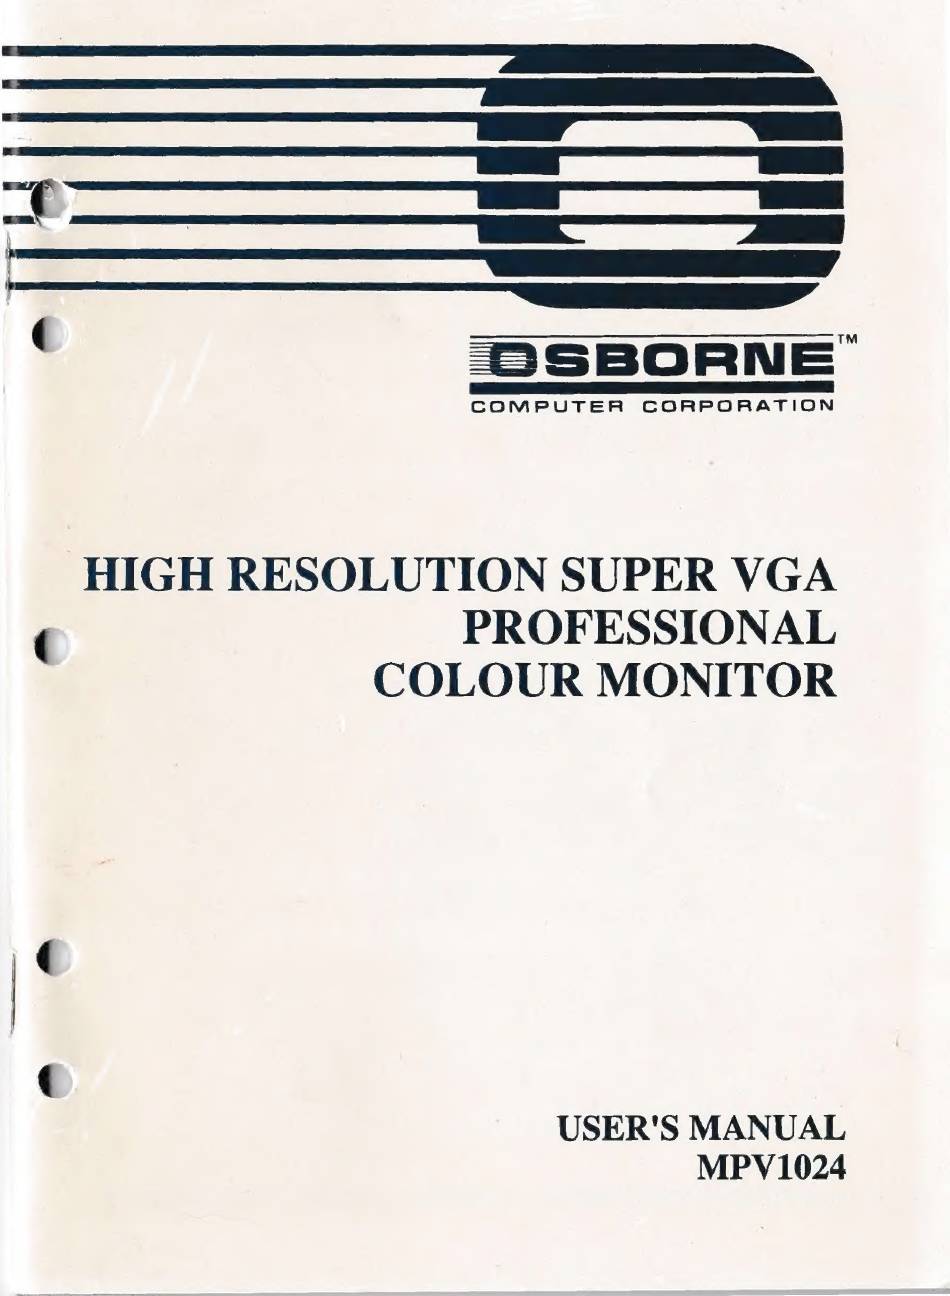 OSBORNE™
COMPUTER CORPORATION
HIGH RESOLUTION SUPER VGA
PROFESSIONAL
COLOUR MONITOR
USER'S MANUAL
MPV1024